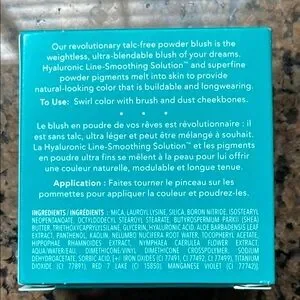 Our revolutionary talc-free powder blush is the
weightless, ultra-blendable blush of your dreams.
Hyaluronic Line-Smoothing Solution™ and superfine
powder pigments melt into skin to provide
natural-looking color that is buildable and longwearing.
To Use: Swirl color with brush and dust cheekbones.
Le blush en poudre de vos rêves est révolutionnaire : il
est sans talc, ultra léger et peut être mélangé à souhait.
La Hyaluronic Line-Smoothing Solution™ et les pigments
en poudre ultra fins se mêlent à la peau pour lui offrir
une couleur naturelle, modulable et longue tenue.
Application : Faites tourner le pinceau sur les
pommettes pour appliquer la couleur et poudrez-les.
INGREDIENTS / INGRÉDIENTS : MICA, LAUROYL LYSINE, SILICA, BORON NITRIDE, ISOSTEARYL
NEOPENTANOATE, OCTYLDODECYL STEAROYL STEARATE, BUTYROSPERMUM PARKII (SHEA)
BUTTER, TRIETHOXYCAPRYLYLSILANE, GLYCERIN, HYALURONIC ACID, ALOE BARBADENSIS LEAF
EXTRACT, PANTHENOL, KAOLIN, NELUMBO NUCIFERA ROOT WATER, TOCOPHERYL ACETATE,
HIPPOPHAE RHAMNOIDES EXTRACT, NYMPHAEA CAERULEA FLOWER EXTRACT,
AQUA/WATER/EAU, DIMETHICONE, DIMETHICONE CROSSPOLYMER, SODIUM
DEHYDROACETATE, SORBIC ACID, [+/- IRON OXIDES (CI 77491, CI 77492, CI 77499), TITANIUM
DIOXIDE (CI 77891), RED 7 LAKE (CI 15850), MANGANESE VIOLET (CI 77742)].